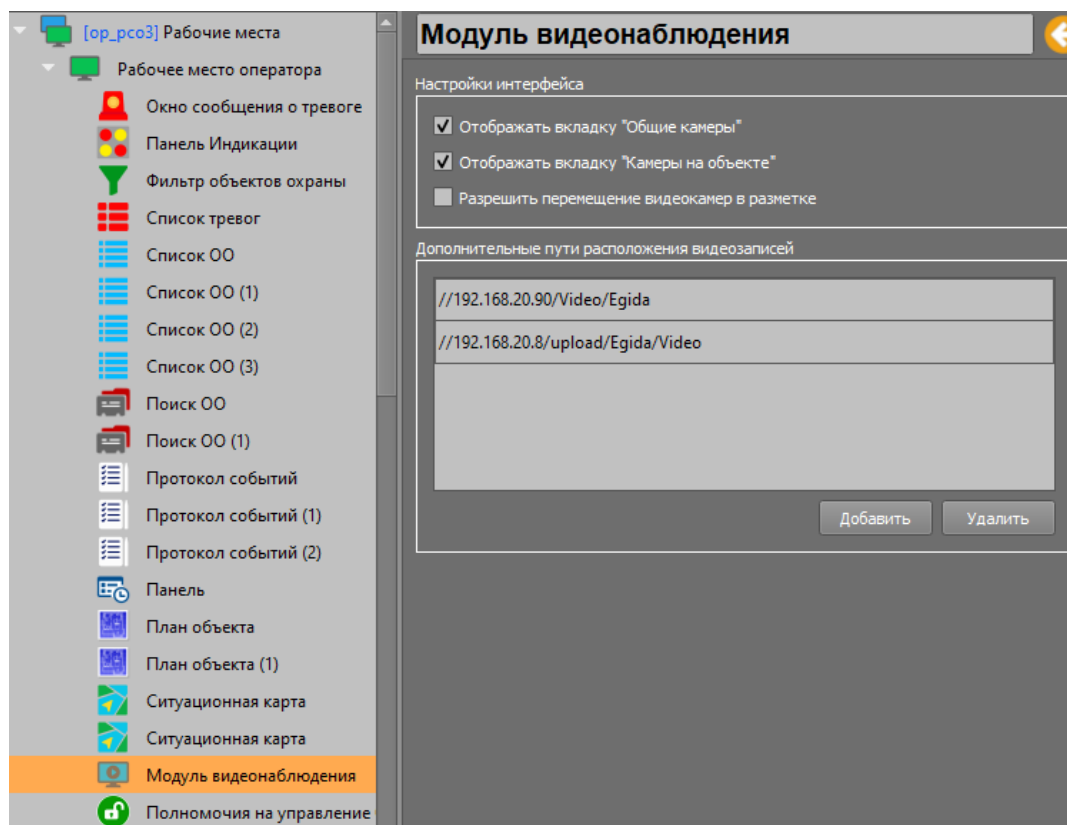 [op_pco3] Рабочие места
Рабочее место оператора
Окно сообщения о тревоге
Панель Индикации
Фильтр объектов охраны
Список тревог
Список ОО
Список ОО (1)
Список ОО (2)
Список ОО (3)
Поиск ОО
Поиск ОО (1)
Протокол событий
Протокол событий (1)
Протокол событий (2)
Панель
План объекта
План объекта (1)
Ситуационная карта
Ситуационная карта
Модуль видеонаблюдения
Полномочия на управление
Модуль видеонаблюдения
Настройки интерфейса
Отображать вкладку "Общие камеры"
Отображать вкладку "Камеры на объекте"
Разрешить перемещение видеокамер в разметке
Дополнительные пути расположения видеозаписей
//192.168.20.90/Video/Egida
//192.168.20.8/upload/Egida/Video
Добавить Удалить